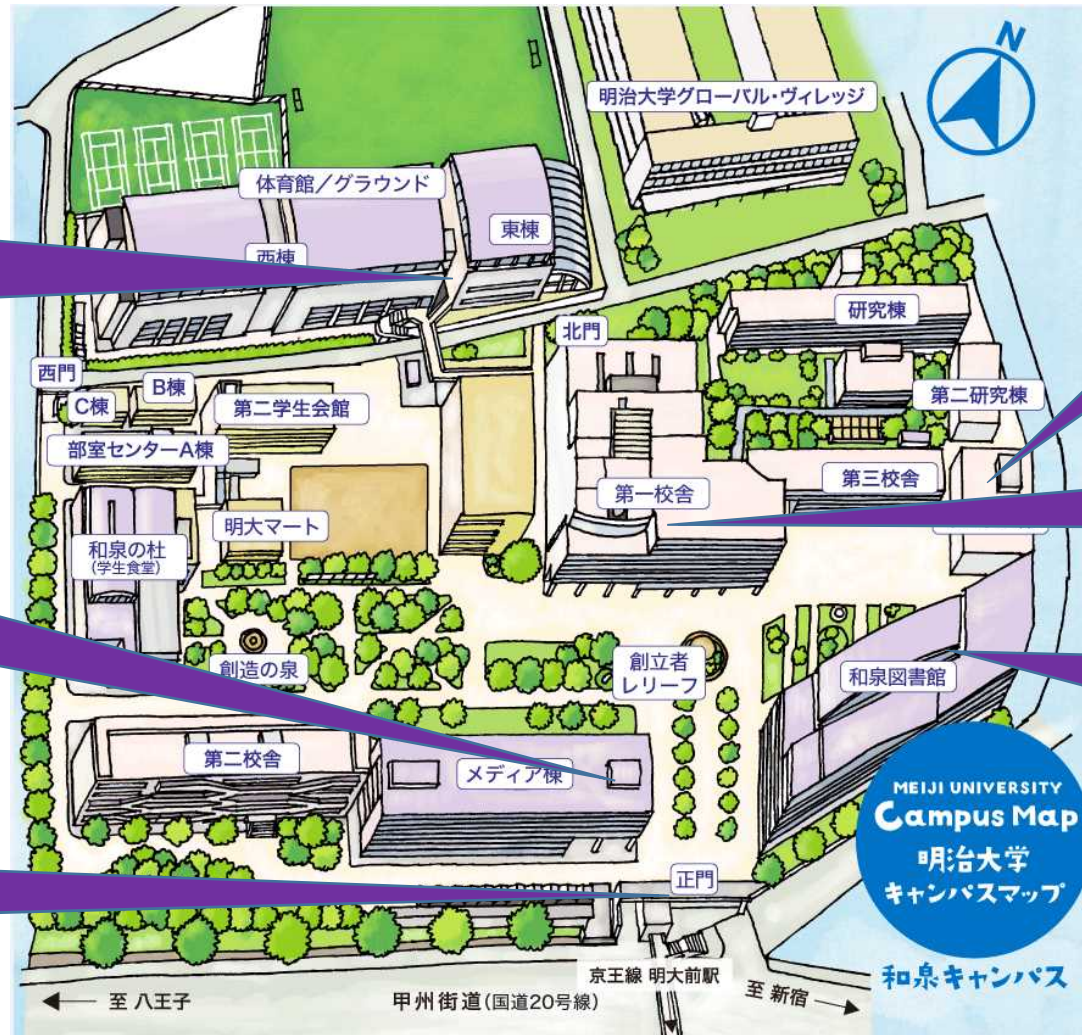 N
明治大学グローバル・ヴィレッジ
体育館／グラウンド
東棟
西棟
研究棟
北門
西門
B棟
C棟
第二学生会館
第二研究棟
部室センターA棟
第三校舎
第一校舎
明大マート
和泉の杜
(学生食堂)
創造の泉
創立者
レリーフ
和泉図書館
第二校舎
メディア棟
正門
MEIJI UNIVERSITY
Campus Map
明治大学
キャンパスマップ
和泉キャンパス
京王線 明大前駅
← 至 八王子
甲州街道(国道20号線)
至 新宿 →